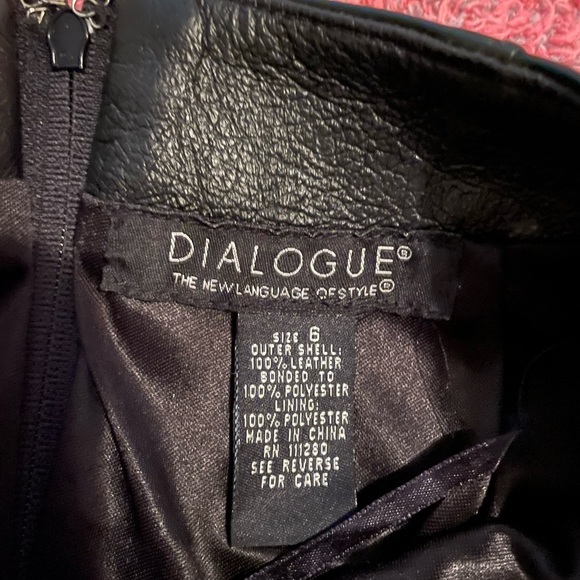 DIALOGUE®
THE NEW LANGUAGE OF STYLE®
SIZE 6
OUTER SHELL:
100% LEATHER
BONDED TO
100% POLYESTER
LINING:
100% POLYESTER
MADE IN CHINA
RN 111280
SEE REVERSE
FOR CARE